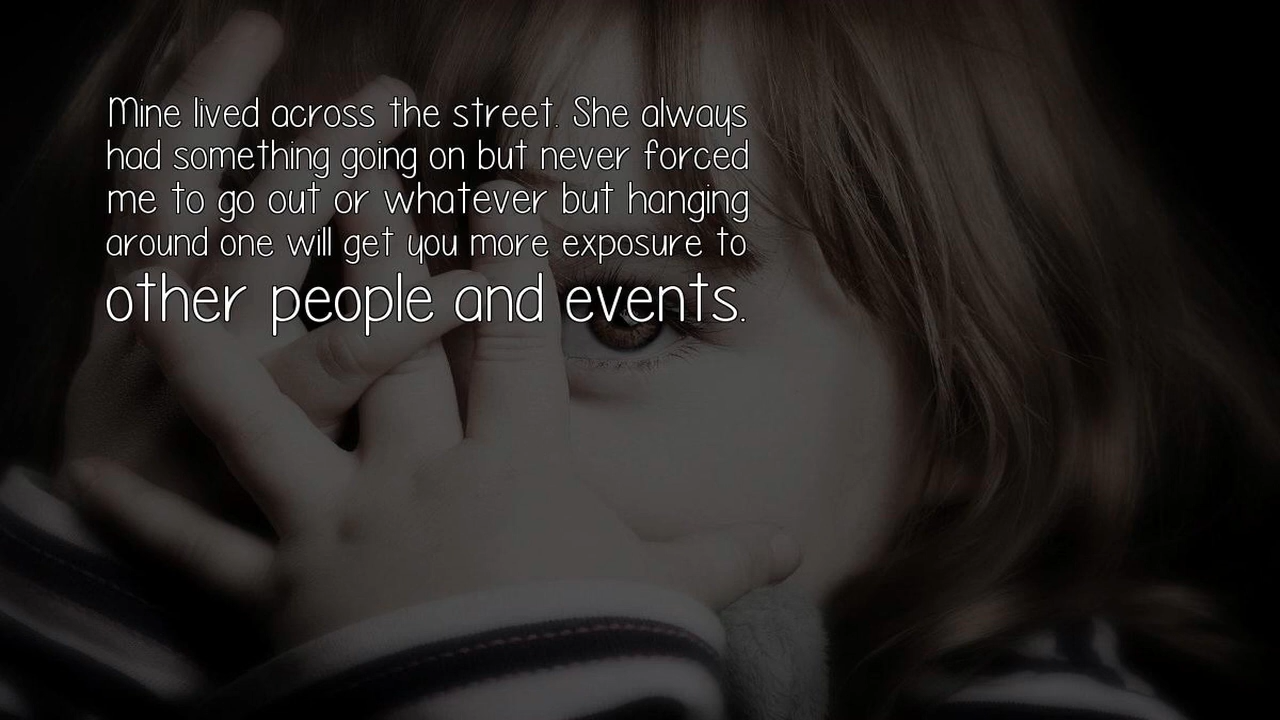 Mine lived across the street. She always
had something going on but never forced
me to go out or whatever but hanging
around one will get you more exposure to
other people and events.